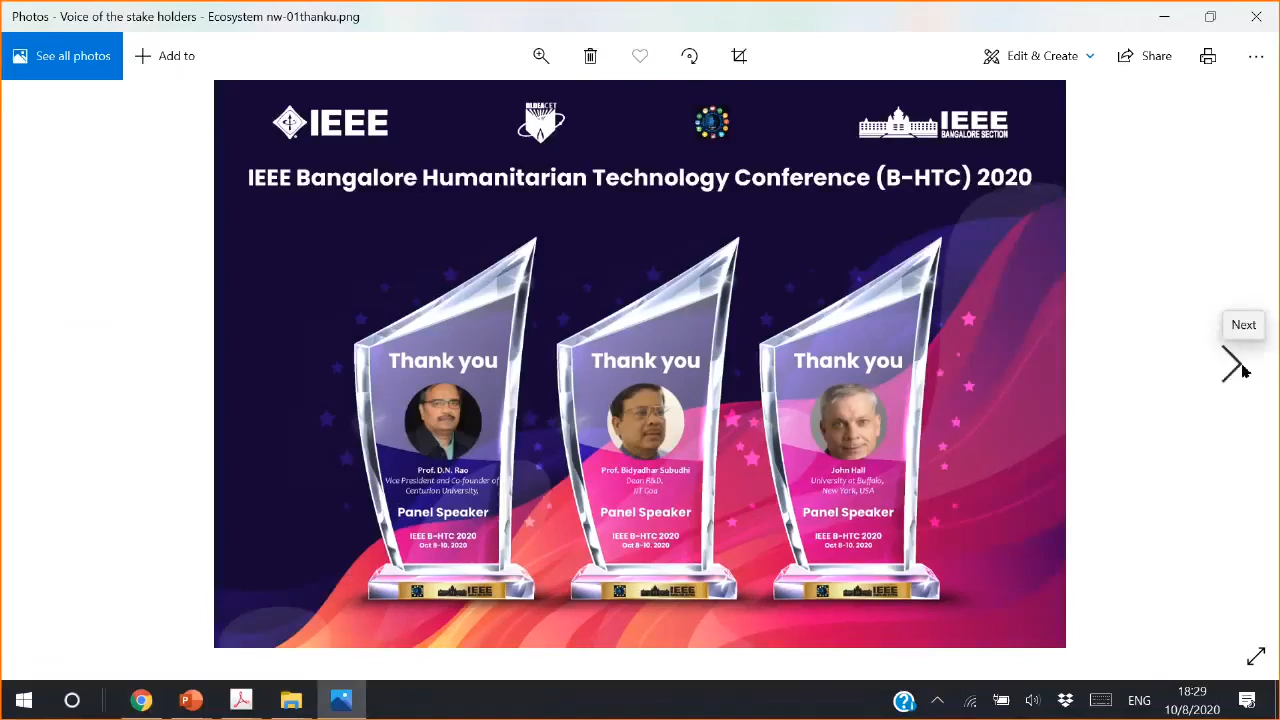 Photos - Voice of the stake holders - Ecosystem nw-01thanku.png
See all photos
Add to
Edit & Create
Share
IEEE
BLDEACET
IEEE
BANGALORE SECTION
IEEE Bangalore Humanitarian Technology Conference (B-HTC) 2020
Next
Thank you
Prof. D.N. Rao
Vice President and Co-founder of
Centurion University,
Panel Speaker
IEEE B-HTC 2020
Oct 8-10, 2020
IEEE
Thank you
Prof. Bidyadhar Subudhi
Dean R&D,
IIT Goa
Panel Speaker
IEEE B-HTC 2020
Oct 8-10, 2020
IEEE
Thank you
John Hall
University at Buffalo,
New York, USA
Panel Speaker
IEEE B-HTC 2020
Oct 8-10, 2020
IEEE
ENG
18:29
10/8/2020